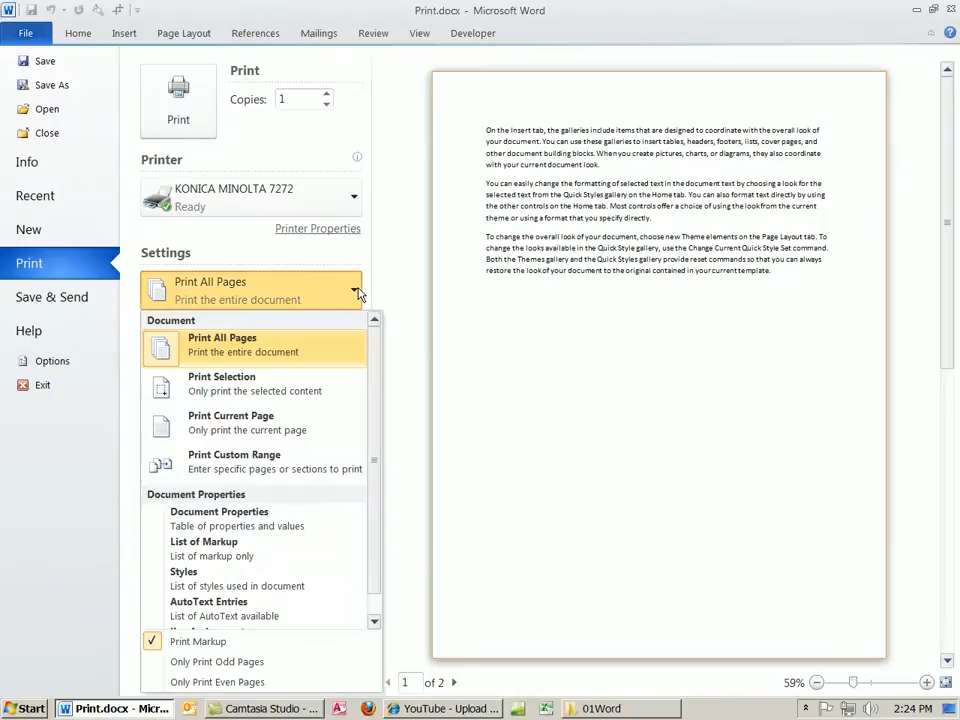 Print.docx - Microsoft Word
File Home Insert Page Layout References Mailings Review View Developer
Save
Save As
Open
Close
Info
Recent
New
Print
Save & Send
Help
Options
Exit
Print
Print
Copies: 1
Printer
KONICA MINOLTA 7272
Ready
Printer Properties
Settings
Print All Pages
Print the entire document
Document
Print All Pages
Print the entire document
Print Selection
Only print the selected content
Print Current Page
Only print the current page
Print Custom Range
Enter specific pages or sections to print
Document Properties
Document Properties
Table of properties and values
List of Markup
List of markup only
Styles
List of styles used in document
AutoText Entries
List of AutoText available
Print Markup
Only Print Odd Pages
Only Print Even Pages
On the Insert tab, the galleries include items that are designed to coordinate with the overall look of
your document. You can use these galleries to insert tables, headers, footers, lists, cover pages, and
other document building blocks. When you create pictures, charts, or diagrams, they also coordinate
with your current document look.
You can easily change the formatting of selected text in the document text by choosing a look for the
selected text from the Quick Styles gallery on the Home tab. You can also format text directly by using
the other controls on the Home tab. Most controls offer a choice of using the look from the current
theme or using a format that you specify directly.
To change the overall look of your document, choose new Theme elements on the Page Layout tab. To
change the looks available in the Quick Style gallery, use the Change Current Quick Style Set command.
Both the Themes gallery and the Quick Styles gallery provide reset commands so that you can always
restore the look of your document to the original contained in your current template.
1 of 2
59%
Start Print.docx - Mic... Camtasia Studio - ... YouTube - Upload ... 01Word 2:24 PM